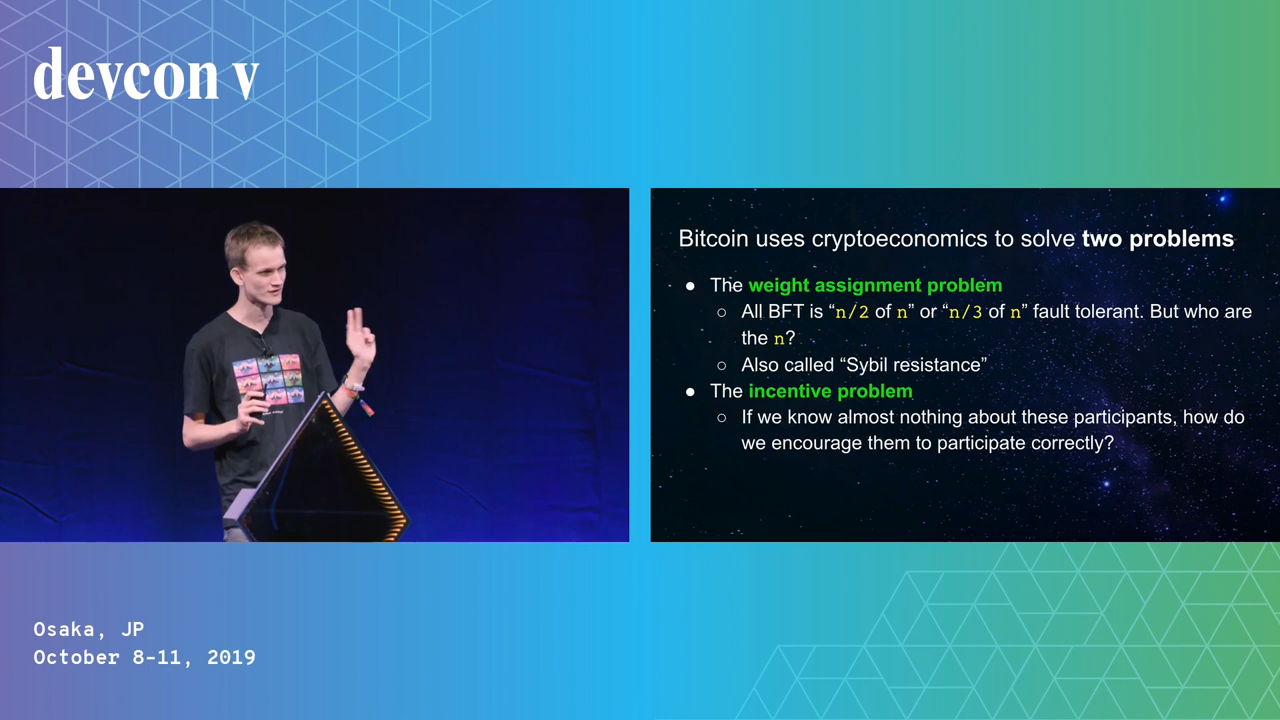 devcon v
Bitcoin uses cryptoeconomics to solve two problems
● The weight assignment problem
○ All BFT is “n/2 of n” or “n/3 of n” fault tolerant. But who are
the n?
○ Also called “Sybil resistance”
● The incentive problem
○ If we know almost nothing about these participants, how do
we encourage them to participate correctly?
Osaka, JP
October 8-11, 2019